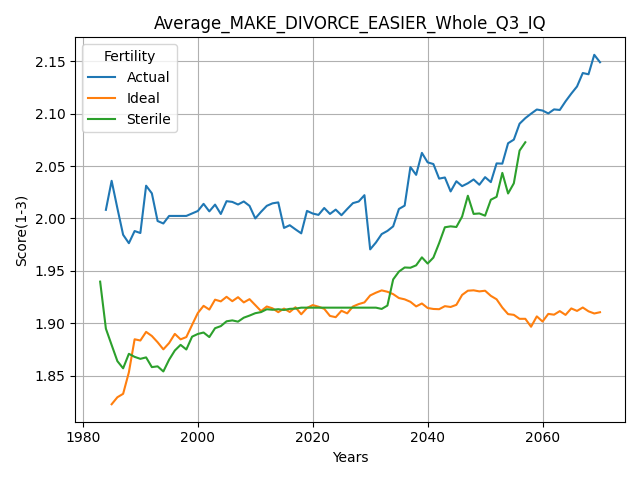 Average_MAKE_DIVORCE_EASIER_Whole_Q3_IQ
Fertility
Actual
Ideal
Sterile
Score(1-3)
2.15
2.10
2.05
2.00
1.95
1.90
1.85
1980
2000
2020
2040
2060
Years